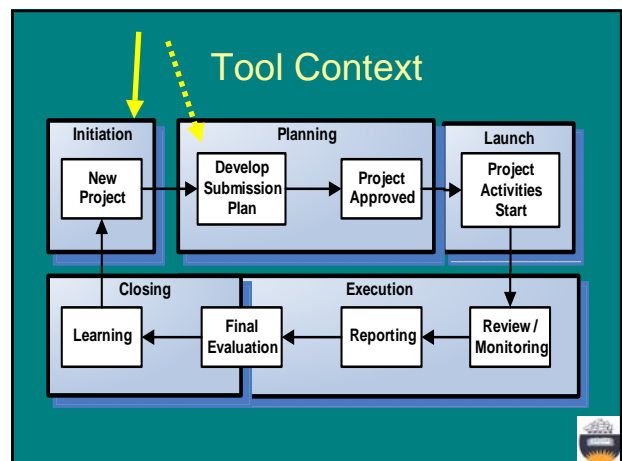 Tool Context
Initiation
New
Project
Planning
Develop
Submission
Plan
Project
Approved
Launch
Project
Activities
Start
Closing
Learning
Final
Evaluation
Execution
Reporting
Review /
Monitoring